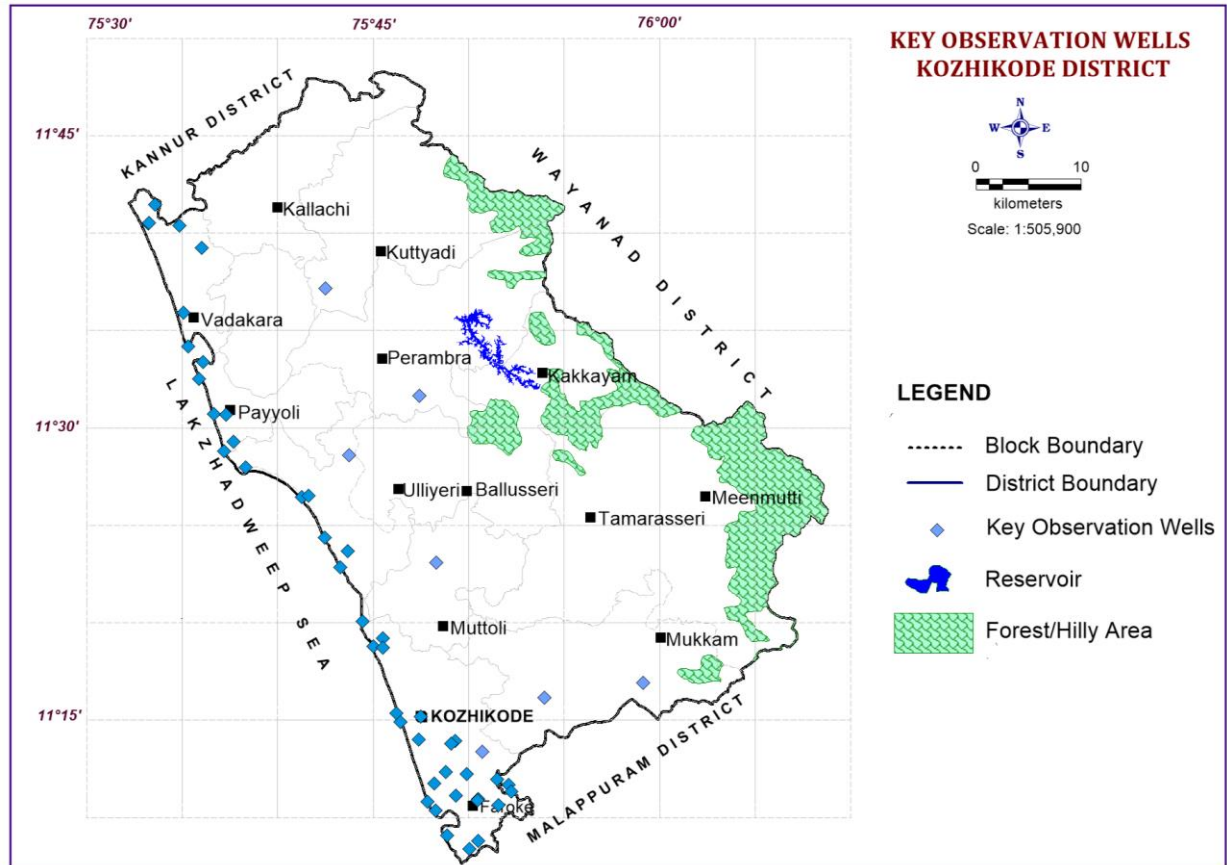 75°30'
75°45'
76°00'
KEY OBSERVATION WELLS
KOZHIKODE DISTRICT
N
W E
S
0 10
kilometers
Scale: 1:505,900
11°45'
11°30'
11°15'
KANNUR DISTRICT
WAYANAD DISTRICT
LAKZHADWEEP SEA
MALAPPURAM DISTRICT
Kallachi
Kuttyadi
Vadakara
Perambra
Kakkayam
Payyoli
Ulliyeri
Ballusseri
Meenmutti
Tamarasseri
Muttoli
Mukkam
KOZHIKODE
Faroke
LEGEND
Block Boundary
District Boundary
Key Observation Wells
Reservoir
Forest/Hilly Area